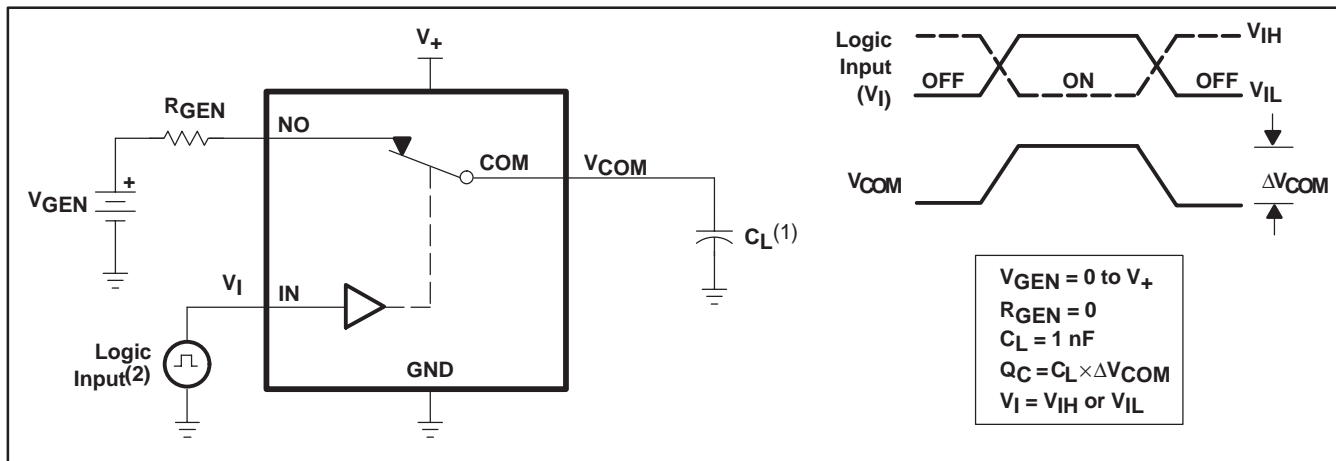 V+
RGEN
NO
COM
VCOM
VGEN
+
CL(1)
VI
IN
Logic
Input(2)
GND
Logic
Input
(VI)
OFF
ON
OFF
VIH
VIL
VCOM
ΔVCOM
VGEN = 0 to V+
RGEN = 0
CL = 1 nF
QC = CL × ΔVCOM
VI = VIH or VIL